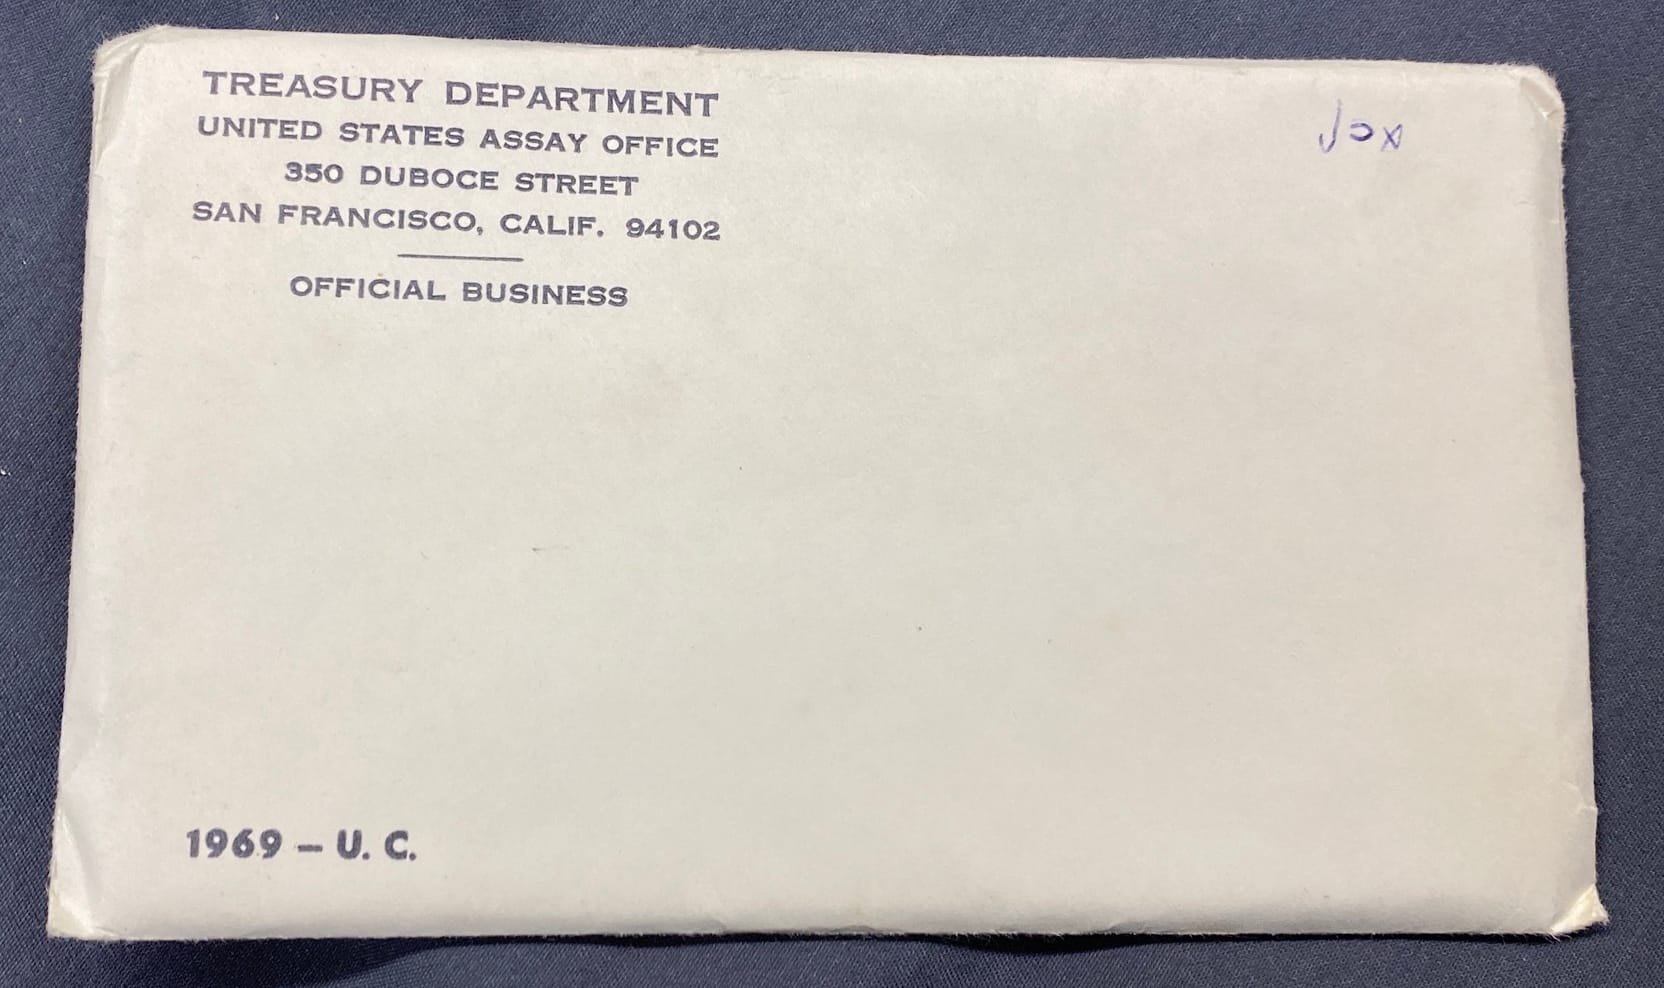 TREASURY DEPARTMENT
UNITED STATES ASSAY OFFICE
350 DUBOCE STREET
SAN FRANCISCO, CALIF. 94102
OFFICIAL BUSINESS
1969 - U. C.